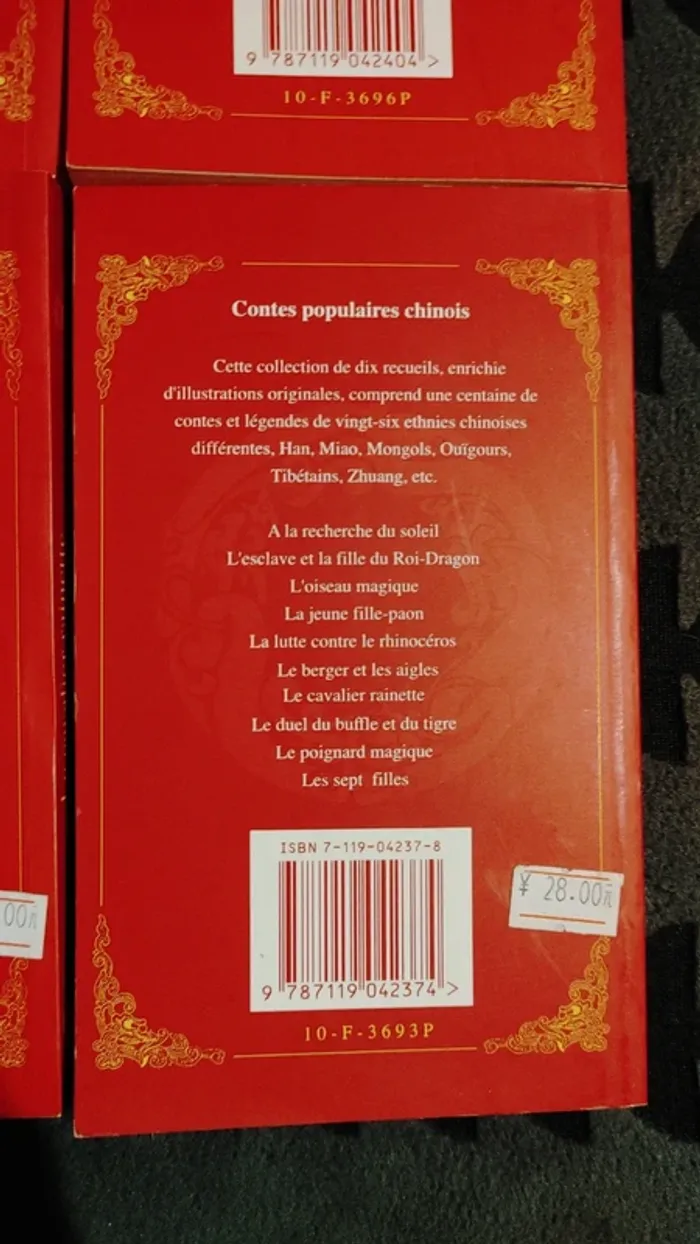 9 787119 042404 >
10-F-3696P
Contes populaires chinois
Cette collection de dix recueils, enrichie
d'illustrations originales, comprend une centaine de
contes et légendes de vingt-six ethnies chinoises
différentes, Han, Miao, Mongols, Ouïgours,
Tibétains, Zhuang, etc.
A la recherche du soleil
L'esclave et la fille du Roi-Dragon
L'oiseau magique
La jeune fille-paon
La lutte contre le rhinocéros
Le berger et les aigles
Le cavalier rainette
Le duel du buffle et du tigre
Le poignard magique
Les sept filles
ISBN 7-119-04237-8
9 787119 042374 >
10-F-3693P
¥ 28.00元
.00元